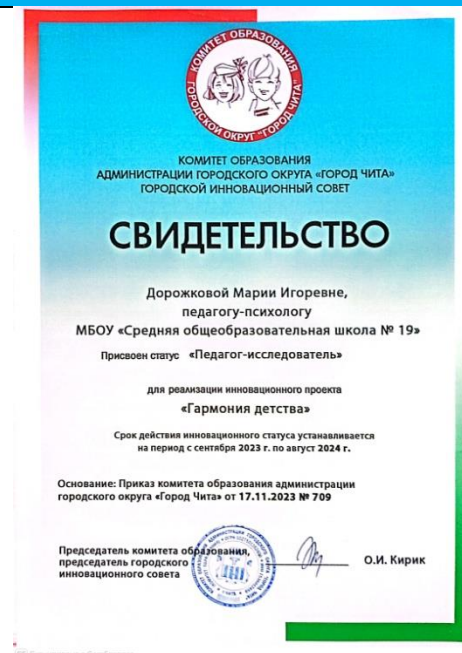 КОМИТЕТ ОБРАЗОВАНИЯ
ГОРОДСКОЙ ОКРУГ "ГОРОД ЧИТА"
КОМИТЕТ ОБРАЗОВАНИЯ
АДМИНИСТРАЦИИ ГОРОДСКОГО ОКРУГА «ГОРОД ЧИТА»
ГОРОДСКОЙ ИННОВАЦИОННЫЙ СОВЕТ
СВИДЕТЕЛЬСТВО
Дорожковой Марии Игоревне,
педагогу-психологу
МБОУ «Средняя общеобразовательная школа № 19»
Присвоен статус «Педагог-исследователь»
для реализации инновационного проекта
«Гармония детства»
Срок действия инновационного статуса устанавливается
на период с сентября 2023 г. по август 2024 г.
Основание: Приказ комитета образования администрации
городского округа «Город Чита» от 17.11.2023 № 709
Председатель комитета образования,
председатель городского
инновационного совета
О.И. Кирик